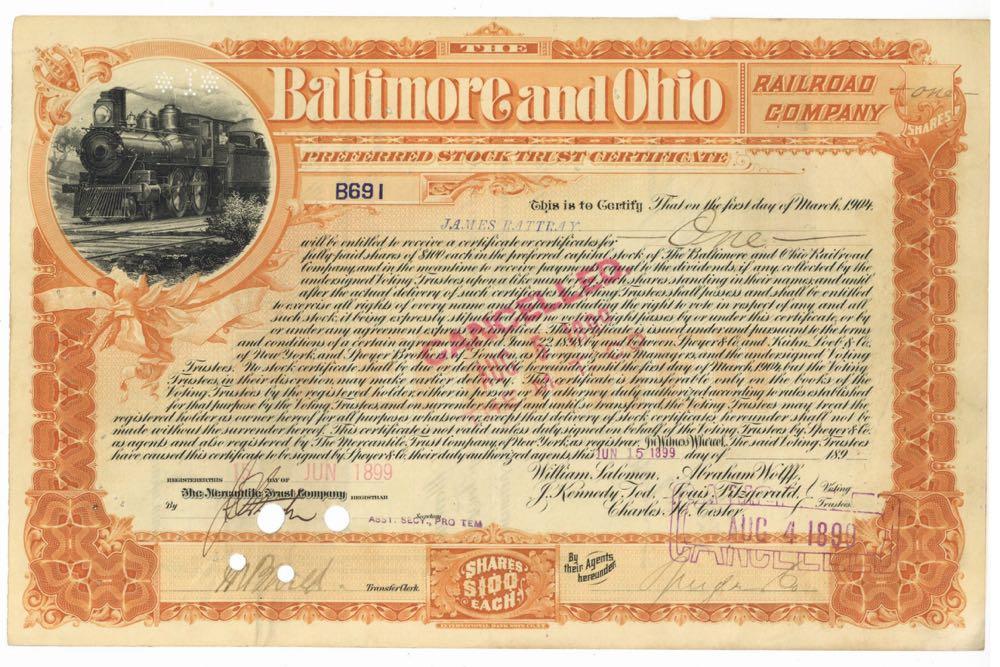 THE
Baltimore and Ohio
RAILROAD
COMPANY
one
SHARES
PREFERRED STOCK TRUST CERTIFICATE
B691
This is to Certify That on the first day of March, 1904,
JAMES RATTRAY
will be entitled to receive a certificate or certificates for One
fully paid shares of $100 each in the preferred capital stock of The Baltimore and Ohio Railroad
Company, and in the meantime to receive payments equal to the dividends, if any, collected by the
undersigned Voting Trustees upon a like number of such shares standing in their names; and until
after the actual delivery of such certificates the Voting Trustees shall possess and shall be entitled
to exercise all rights of every name and nature, including the right to vote in respect of any and all
such stock, it being expressly stipulated that no voting right passes by or under this certificate, or by
or under any agreement expressed or implied. This certificate is issued under and pursuant to the terms
and conditions of a certain agreement dated June 22 1898, by and between Speyer & Co. and Kuhn, Loeb & Co.
of New York, and Speyer Brothers, of London, as reorganization managers, and the undersigned Voting
Trustees. No stock certificate shall be due or deliverable until the first day of March, 1904, but the Voting
Trustees, in their discretion, may make earlier delivery. This certificate is transferable only on the books of the
Voting Trustees by the registered holder, either in person or by attorney duly authorized according to rules established
for that purpose by the Voting Trustees, and on surrender hereof; and until so transferred the Voting Trustees may treat the
registered holder as owner hereof for all purposes whatsoever, except that delivery of stock certificates hereunder shall not be
made without the surrender hereof. This certificate is not valid unless duly signed on behalf of the Voting Trustees by Speyer & Co.
as agents and also registered by The Mercantile Trust Company, of New York, as registrar. In Witness Whereof, The said Voting Trustees
have caused this certificate to be signed by Speyer & Co. their duly authorized agents, this JUN 15 1899 day of 189
CANCELLED
AUG
REGISTERED THIS DAY OF JUN 1899
The Mercantile Trust Company REGISTRAR
By
Secretary
ASST. SECY., PRO TEM
William Salomon, Abraham Wolff,
J. Kennedy Tod, Louis Fitzgerald,
Charles H. Coster,
Voting
Trustees.
AUG 4 1899
CANCELLED
Transfer Clerk.
SHARES
$100
EACH
By
their Agents
hereunder
Speyer & Co
INTERNATIONAL BANK NOTE CO. N.Y.